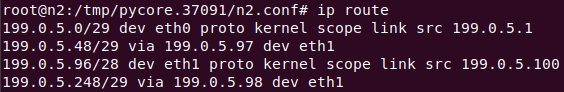 root@n2:/tmp/pycore.37091/n2.conf# ip route
199.0.5.0/29 dev eth0 proto kernel scope link src 199.0.5.1
199.0.5.48/29 via 199.0.5.97 dev eth1
199.0.5.96/28 dev eth1 proto kernel scope link src 199.0.5.100
199.0.5.248/29 via 199.0.5.98 dev eth1